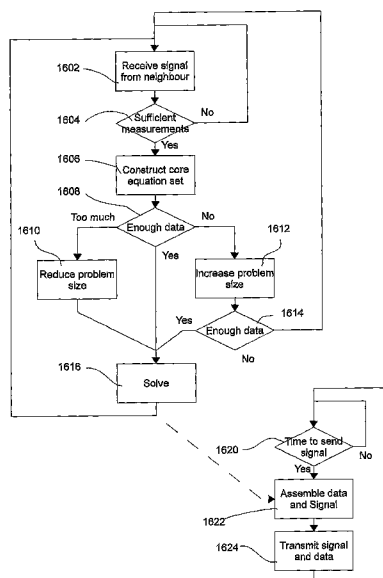 1602
Receive signal
from neighbour
1604
Sufficient
measurements
No
Yes
1606
Construct core
equation set
1608
Too much
Enough data
No
1610
Yes
1612
Reduce problem
size
Increase problem
size
Yes
Enough data
1614
No
1616
Solve
1620
Time to send
signal
No
Yes
Assemble data
and Signal
1622
1624
Transmit signal
and data